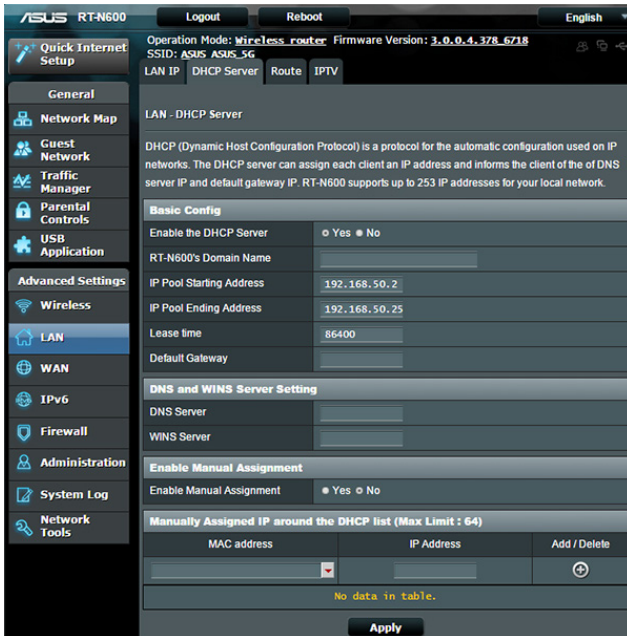 ASUS RT-N600
Logout
Reboot
English
Quick Internet
Setup
General
Network Map
Guest
Network
Traffic
Manager
Parental
Controls
USB
Application
Advanced Settings
Wireless
LAN
WAN
IPv6
Firewall
Administration
System Log
Network
Tools
Operation Mode: Wireless router Firmware Version: 3.0.0.4.378_6718
SSID: ASUS ASUS_5G
LAN IP DHCP Server Route IPTV
LAN - DHCP Server
DHCP (Dynamic Host Configuration Protocol) is a protocol for the automatic configuration used on IP
networks. The DHCP server can assign each client an IP address and informs the client of the of DNS
server IP and default gateway IP. RT-N600 supports up to 253 IP addresses for your local network.
Basic Config
Enable the DHCP Server Yes No
RT-N600's Domain Name
IP Pool Starting Address 192.168.50.2
IP Pool Ending Address 192.168.50.25
Lease time 86400
Default Gateway
DNS and WINS Server Setting
DNS Server
WINS Server
Enable Manual Assignment
Enable Manual Assignment Yes No
Manually Assigned IP around the DHCP list (Max Limit : 64)
MAC address IP Address Add / Delete
No data in table.
Apply